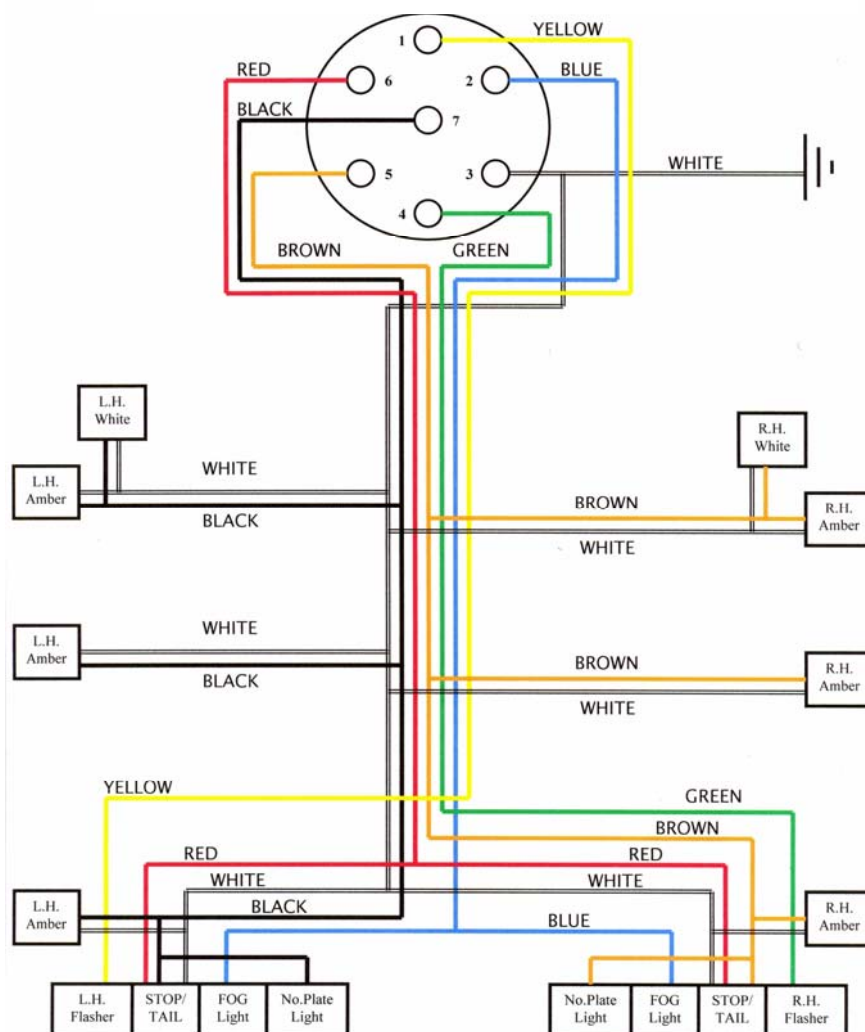 YELLOW
1
RED
6
2
BLUE
BLACK
7
5
3
WHITE
4
BROWN
GREEN
L.H.
White
R.H.
White
L.H.
Amber
WHITE
BLACK
BROWN
WHITE
R.H.
Amber
L.H.
Amber
WHITE
BLACK
BROWN
WHITE
R.H.
Amber
YELLOW
GREEN
BROWN
RED
RED
WHITE
WHITE
L.H.
Amber
BLACK
BLUE
R.H.
Amber
L.H.
Flasher
STOP/
TAIL
FOG
Light
No.Plate
Light
No.Plate
Light
FOG
Light
STOP/
TAIL
R.H.
Flasher